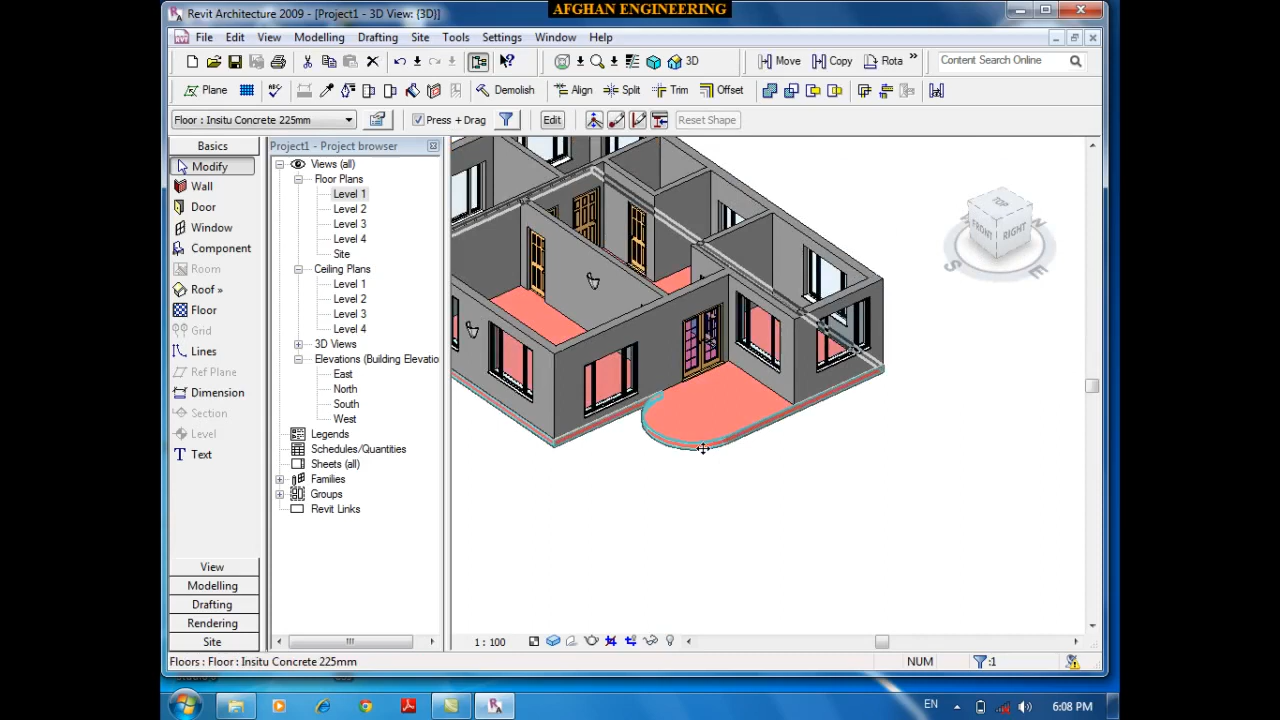 AFGHAN ENGINEERING
Revit Architecture 2009 - [Project1 - 3D View: {3D}]
File Edit View Modelling Drafting Site Tools Settings Window Help
3D Move Copy Rota » Content Search Online
Plane Demolish Align Split Trim Offset
Floor : Insitu Concrete 225mm Press + Drag Edit Reset Shape
Basics
Modify
Wall
Door
Window
Component
Room
Roof »
Floor
Grid
Lines
Ref Plane
Dimension
Section
Level
Text
View
Modelling
Drafting
Rendering
Site
Project1 - Project browser
Views (all)
Floor Plans
Level 1
Level 2
Level 3
Level 4
Site
Ceiling Plans
Level 1
Level 2
Level 3
Level 4
3D Views
Elevations (Building Elevatio
East
North
South
West
Legends
Schedules/Quantities
Sheets (all)
Families
Groups
Revit Links
TOP
FRONT
RIGHT
S
E
1 : 100
Floors : Floor : Insitu Concrete 225mm NUM :1
EN 6:08 PM